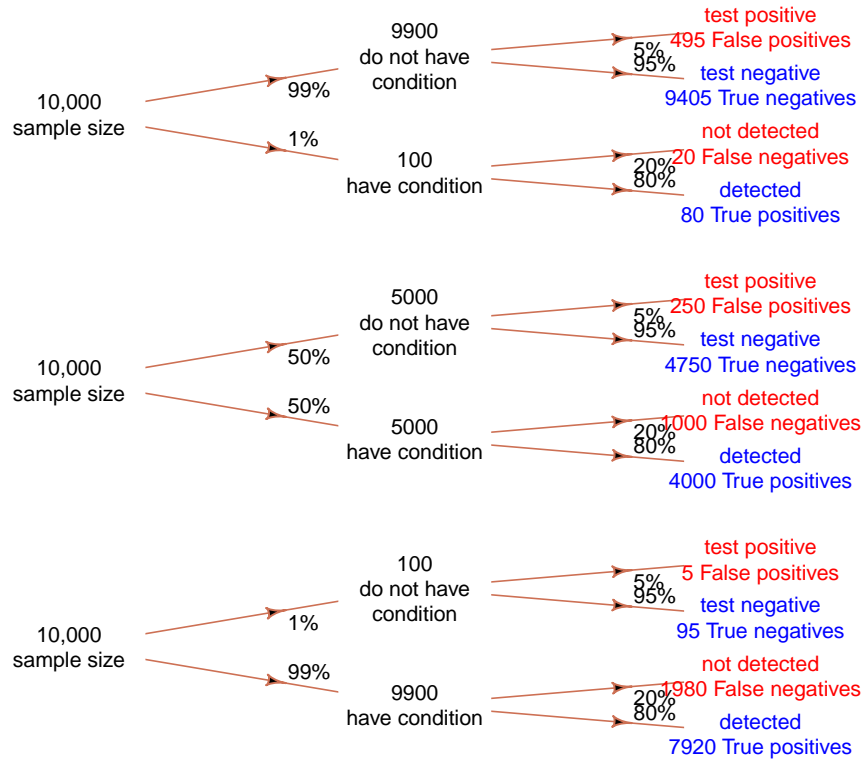 10,000
sample size
99%
1%
9900
do not have
condition
100
have condition
5%
95%
20%
80%
test positive
495 False positives
test negative
9405 True negatives
not detected
20 False negatives
detected
80 True positives
10,000
sample size
50%
50%
5000
do not have
condition
5000
have condition
5%
95%
20%
80%
test positive
250 False positives
test negative
4750 True negatives
not detected
1000 False negatives
detected
4000 True positives
10,000
sample size
1%
99%
100
do not have
condition
9900
have condition
5%
95%
20%
80%
test positive
5 False positives
test negative
95 True negatives
not detected
1980 False negatives
detected
7920 True positives